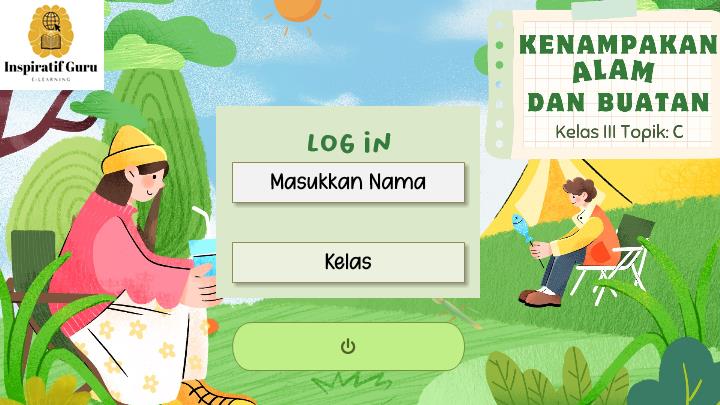 Inspiratif Guru
E-LEARNING
KENAMPAKAN
ALAM
DAN BUATAN
Kelas III Topik: C
LOG iN
Masukkan Nama
Kelas